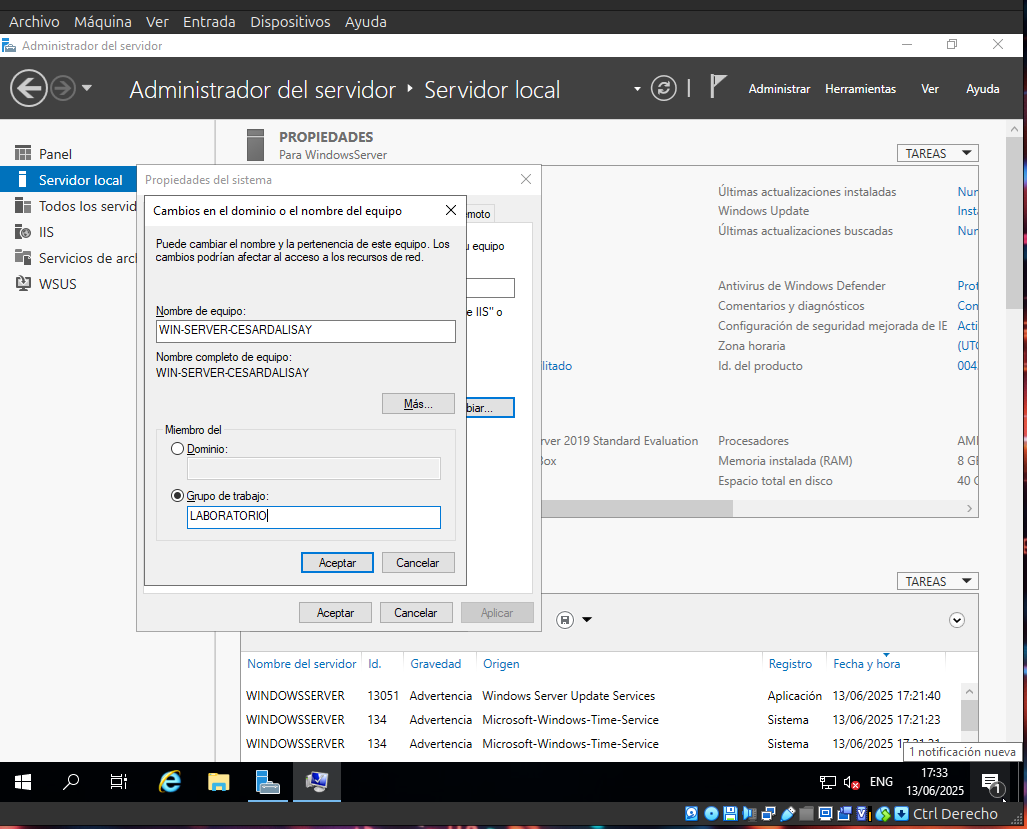 Archivo Máquina Ver Entrada Dispositivos Ayuda
Administrador del servidor
Administrador del servidor Servidor local
Administrar Herramientas Ver Ayuda
Panel
Servidor local
Todos los servid
IIS
Servicios de arc
WSUS
PROPIEDADES
Para WindowsServer
TAREAS
Propiedades del sistema
emoto
u equipo
e IIS" o
biar...
Aceptar Cancelar Aplicar
Cambios en el dominio o el nombre del equipo
Puede cambiar el nombre y la pertenencia de este equipo. Los
cambios podrían afectar al acceso a los recursos de red.
Nombre de equipo:
WIN-SERVER-CESARDALISAY
Nombre completo de equipo:
WIN-SERVER-CESARDALISAY
Más...
Miembro del
Dominio:
Grupo de trabajo:
LABORATORIO
Aceptar Cancelar
Últimas actualizaciones instaladas Nun
Windows Update Inst
Últimas actualizaciones buscadas Nun
Antivirus de Windows Defender Prot
Comentarios y diagnósticos Con
Configuración de seguridad mejorada de IE Acti
Zona horaria (UTC
litado Id. del producto 004
rver 2019 Standard Evaluation Procesadores AM
Box Memoria instalada (RAM) 8 GB
Espacio total en disco 40 G
TAREAS
Nombre del servidor Id. Gravedad Origen Registro Fecha y hora
WINDOWSSERVER 13051 Advertencia Windows Server Update Services Aplicación 13/06/2025 17:21:40
WINDOWSSERVER 134 Advertencia Microsoft-Windows-Time-Service Sistema 13/06/2025 17:21:23
WINDOWSSERVER 134 Advertencia Microsoft-Windows-Time-Service Sistema 13/06/2025
1 notificación nueva
ENG
17:33
13/06/2025
1
Ctrl Derecho